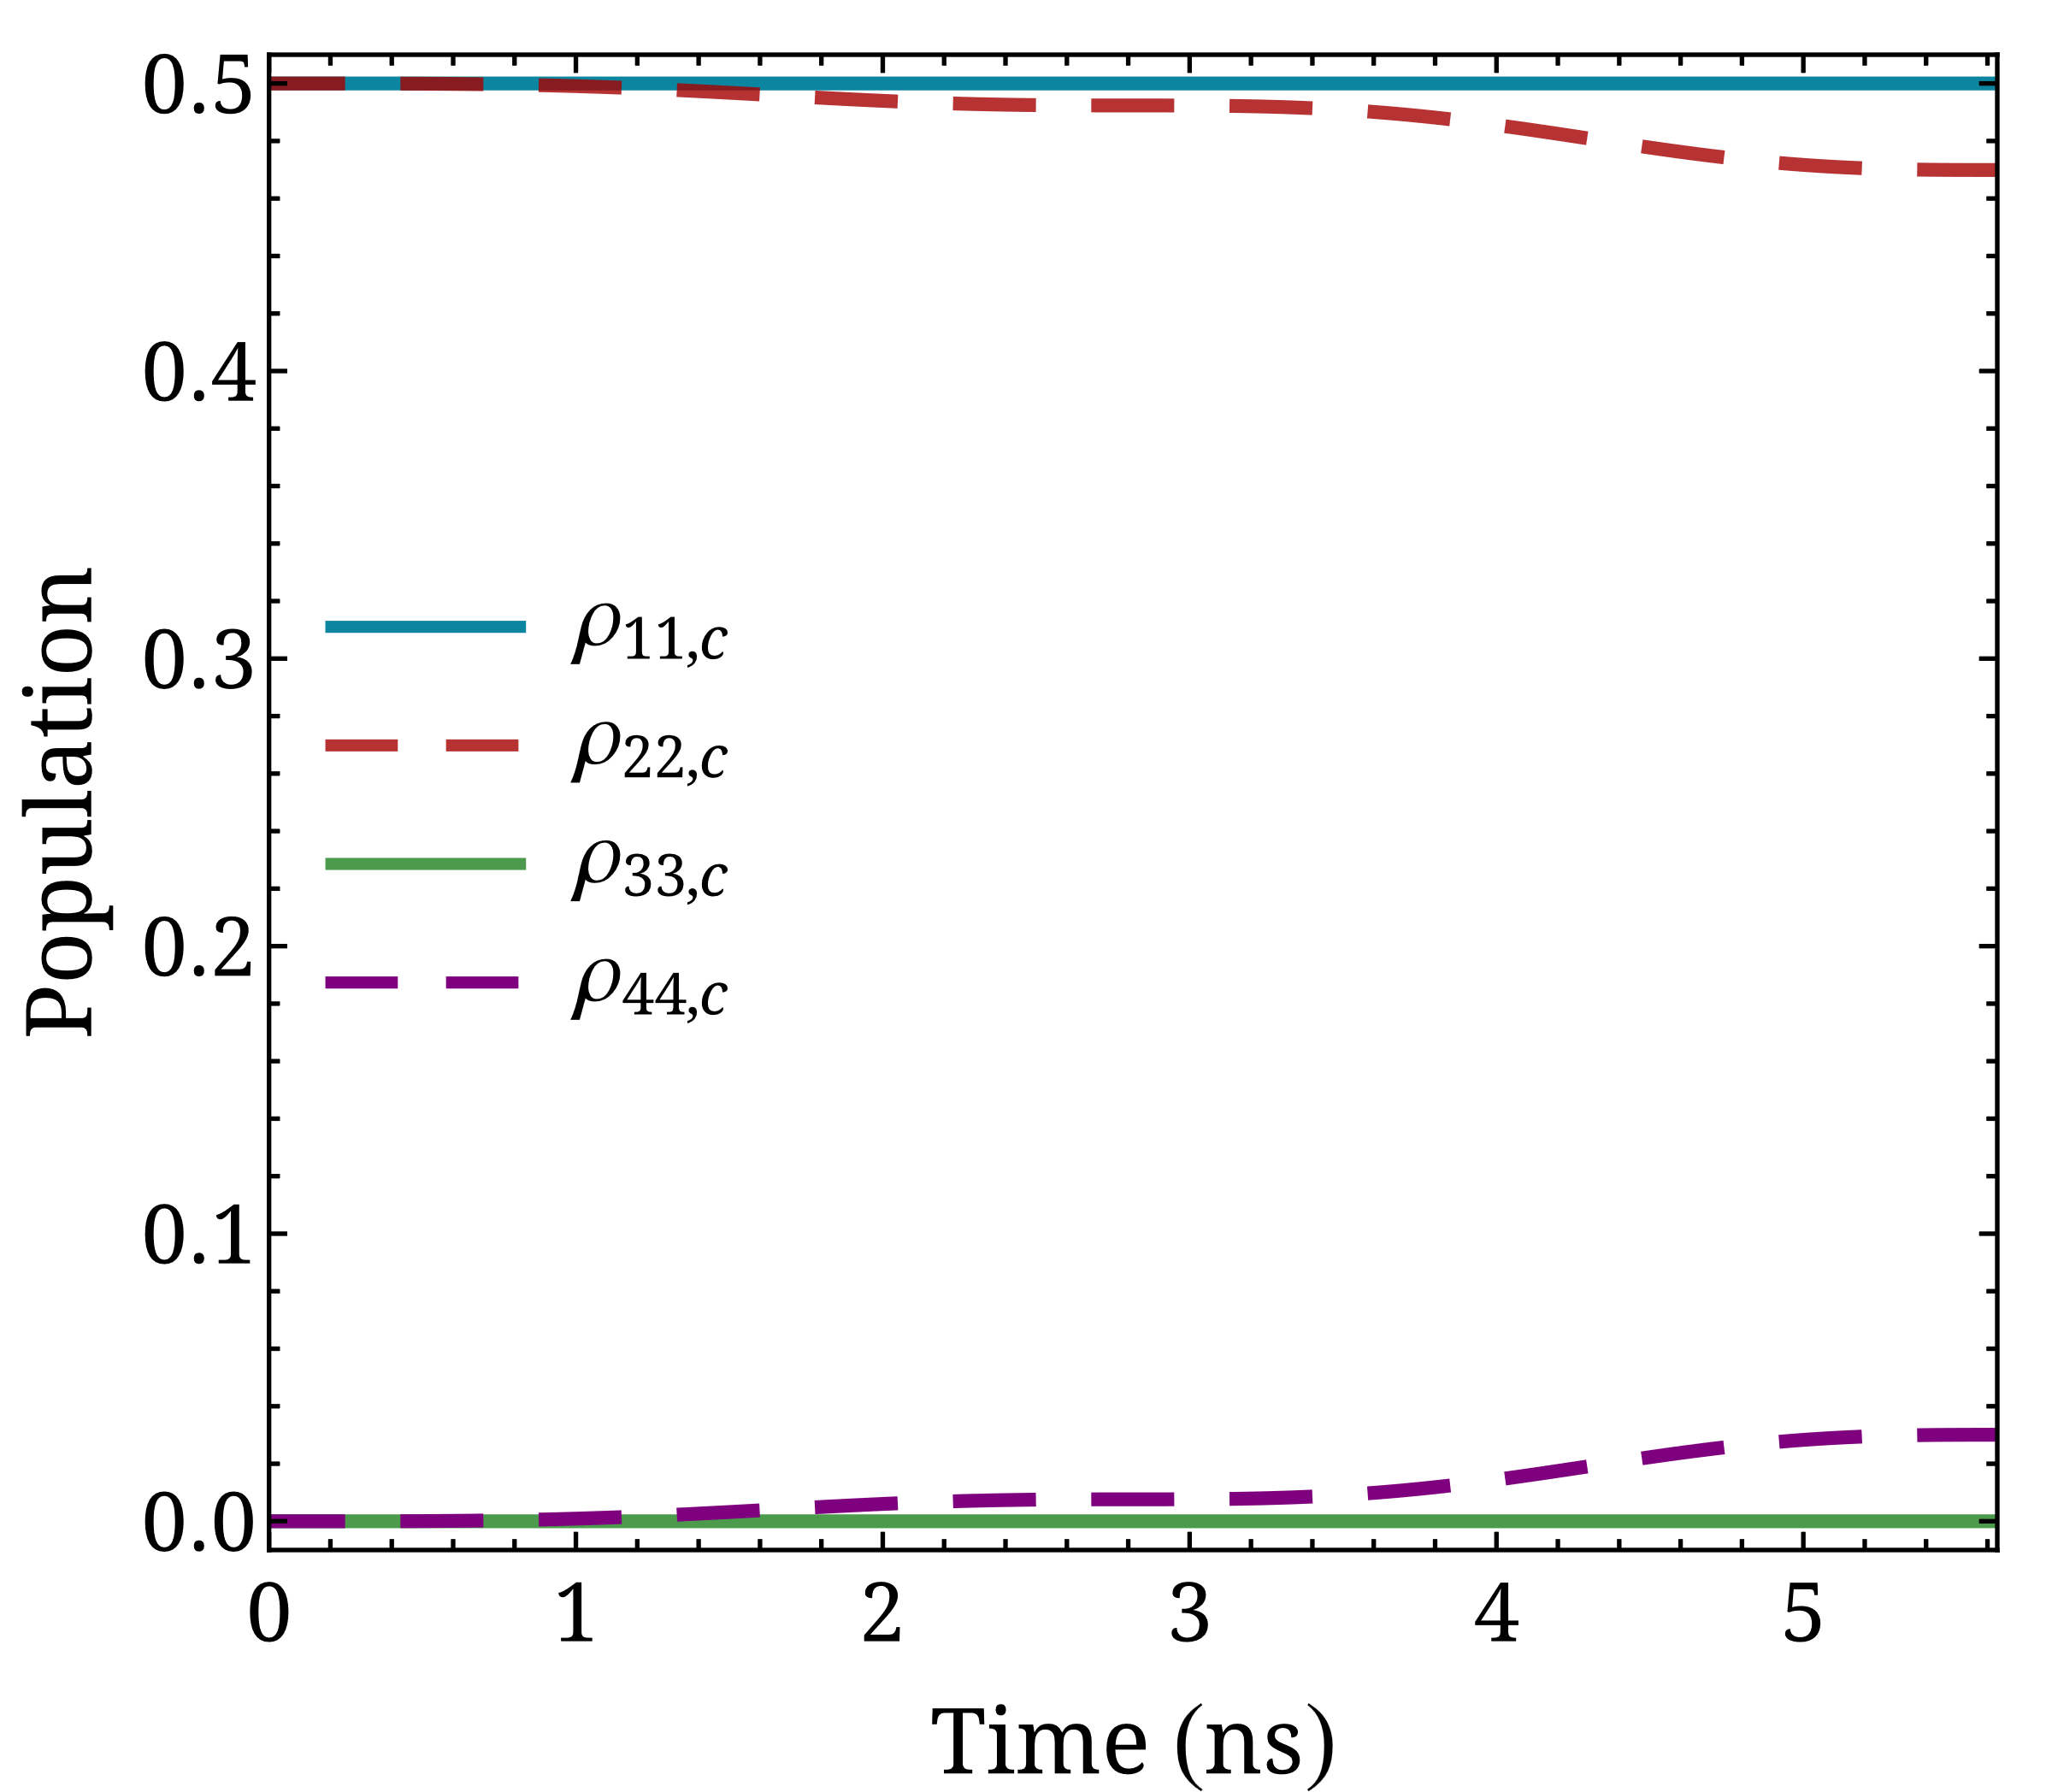 Population
0.5
0.4
0.3
0.2
0.1
0.0
ρ11,c
ρ22,c
ρ33,c
ρ44,c
0 1 2 3 4 5
Time (ns)